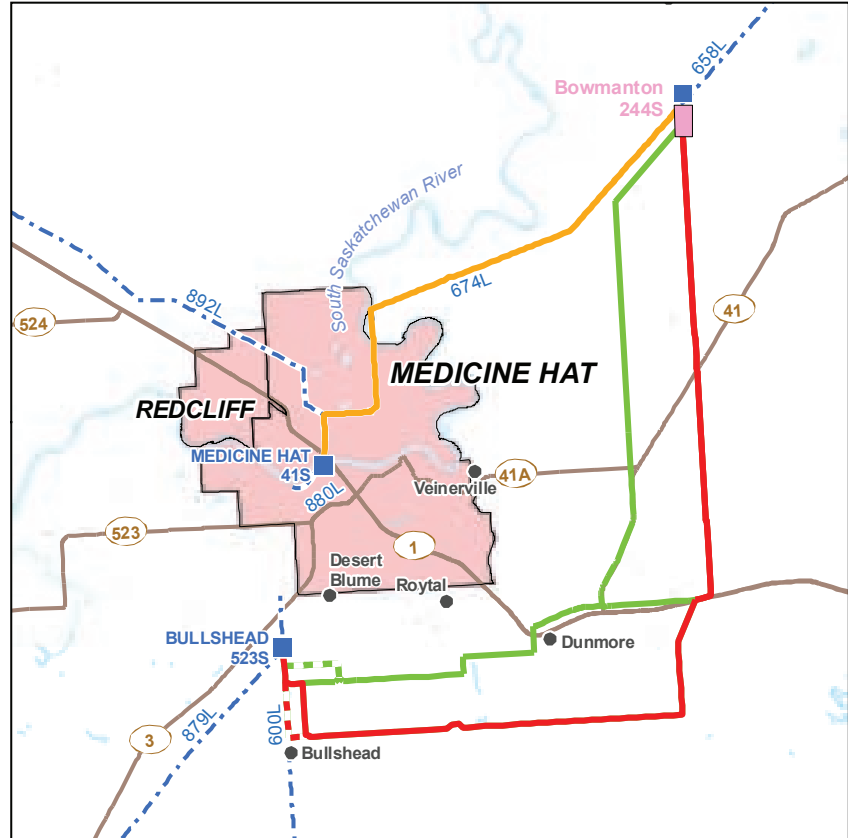 658L
Bowmanton
244S
South Saskatchewan River
674L
892L
41
524
MEDICINE HAT
REDCLIFF
MEDICINE HAT
41S
880L
Veinerville
41A
523
1
Desert
Blume
Roytal
BULLSHEAD
523S
Dunmore
879L
600L
3
Bullshead